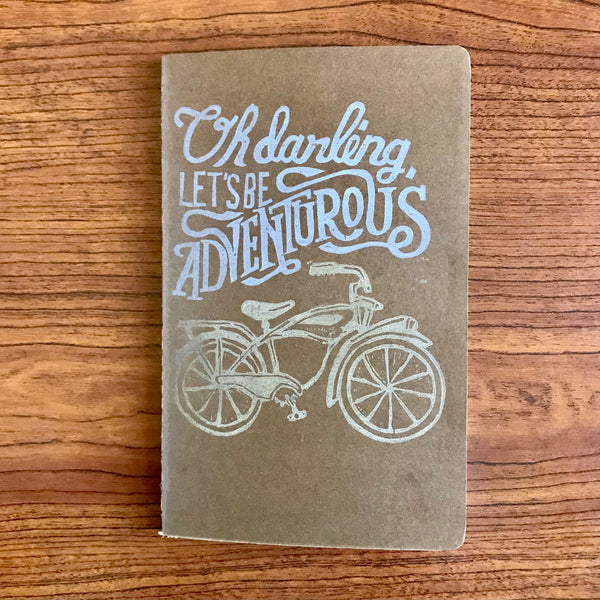 Oh darling,
LET'S BE
ADVENTUROUS